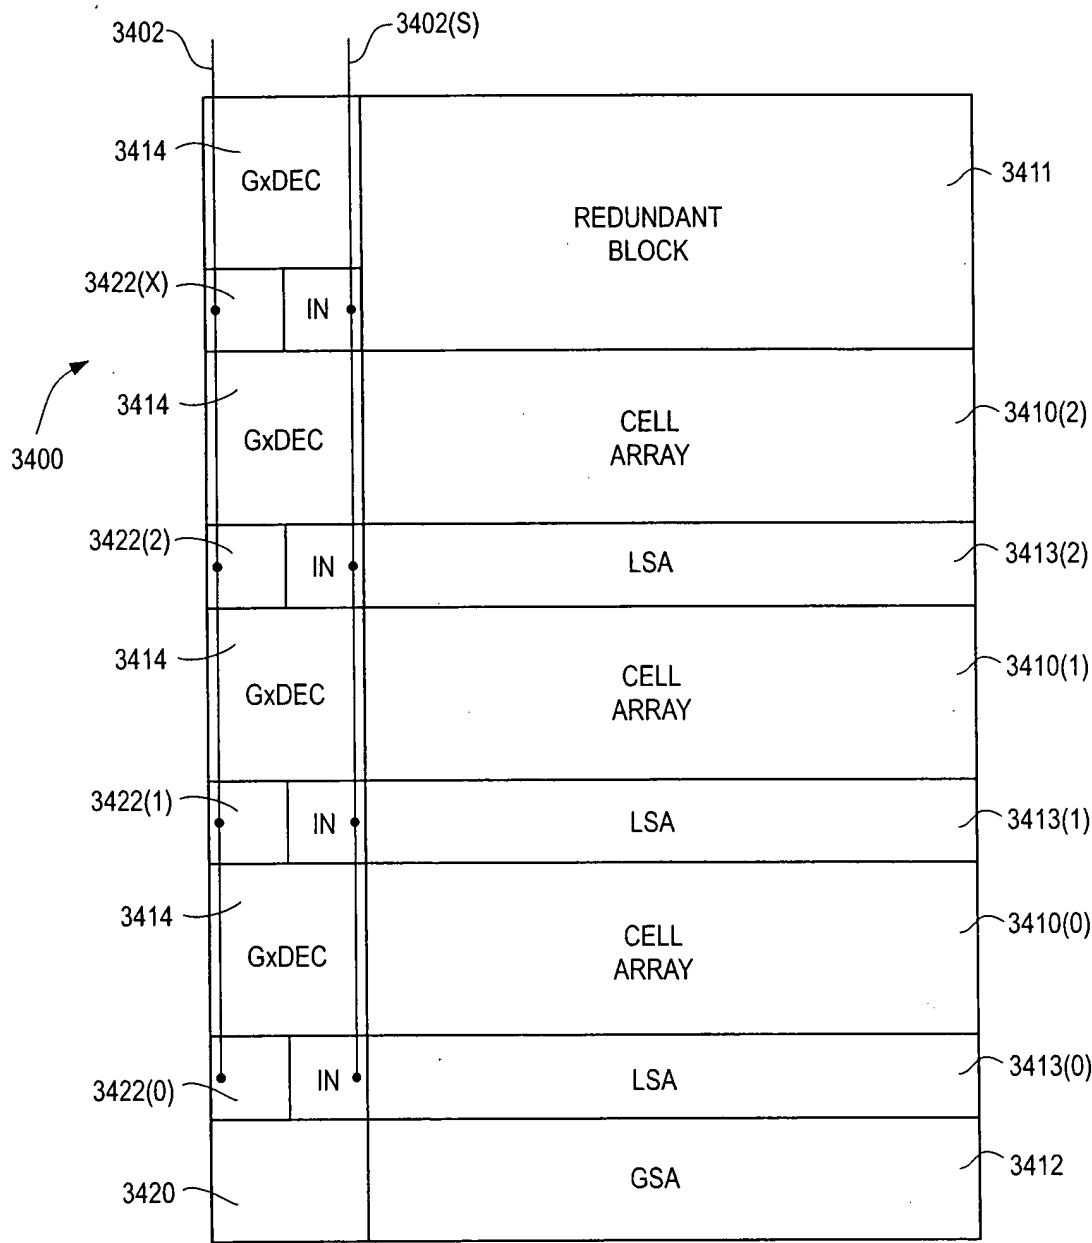 3402
3402(S)
3414
GxDEC
3411
REDUNDANT
BLOCK
3422(X)
IN
3414
GxDEC
CELL
ARRAY
3410(2)
3400
3422(2)
IN
LSA
3413(2)
3414
GxDEC
CELL
ARRAY
3410(1)
3422(1)
IN
LSA
3413(1)
3414
GxDEC
CELL
ARRAY
3410(0)
3422(0)
IN
LSA
3413(0)
3420
GSA
3412